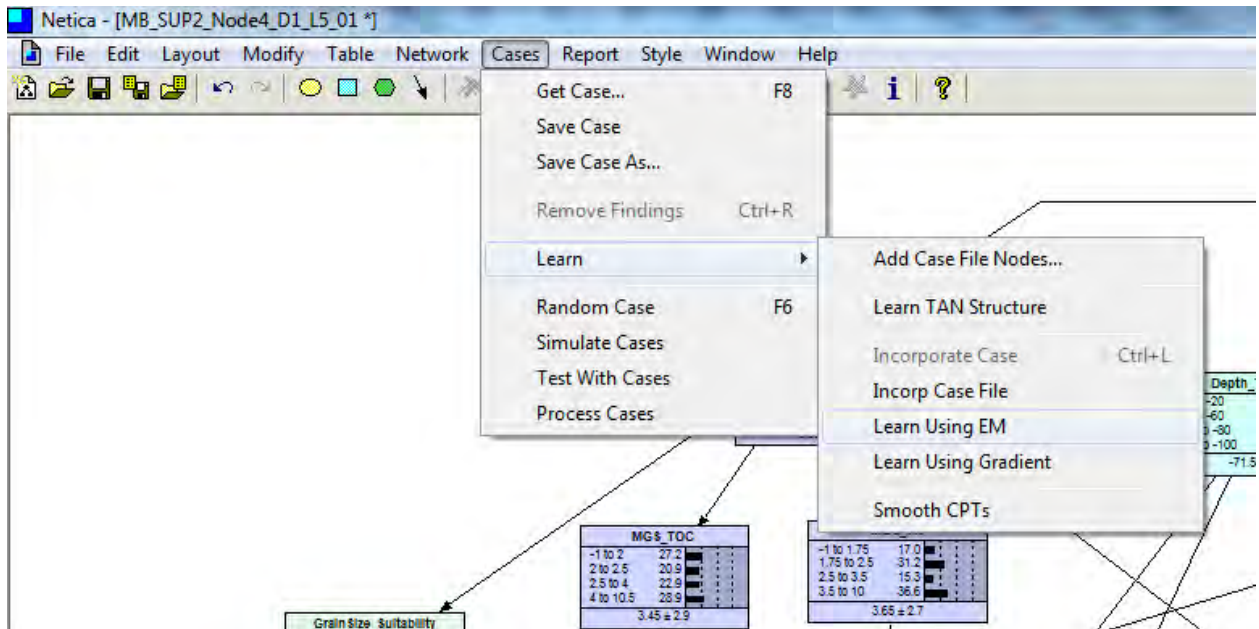 Netica - [MB_SUP2_Node4_D1_L5_01 *]
File Edit Layout Modify Table Network Cases Report Style Window Help
Get Case... F8
Save Case
Save Case As...
Remove Findings Ctrl+R
Learn
Random Case F6
Simulate Cases
Test With Cases
Process Cases
Add Case File Nodes...
Learn TAN Structure
Incorporate Case Ctrl+L
Incorp Case File
Learn Using EM
Learn Using Gradient
Smooth CPTs
Depth_
-20
-60
-80
-100
-71.5
MGS_TOC
-1 to 2 27.2
2 to 2.5 20.9
2.5 to 4 22.9
4 to 10.5 28.9
3.45 ± 2.9
-1 to 1.75 17.0
1.75 to 2.5 31.2
2.5 to 3.5 15.3
3.5 to 10 36.6
3.65 ± 2.7
GrainSize_Suitability